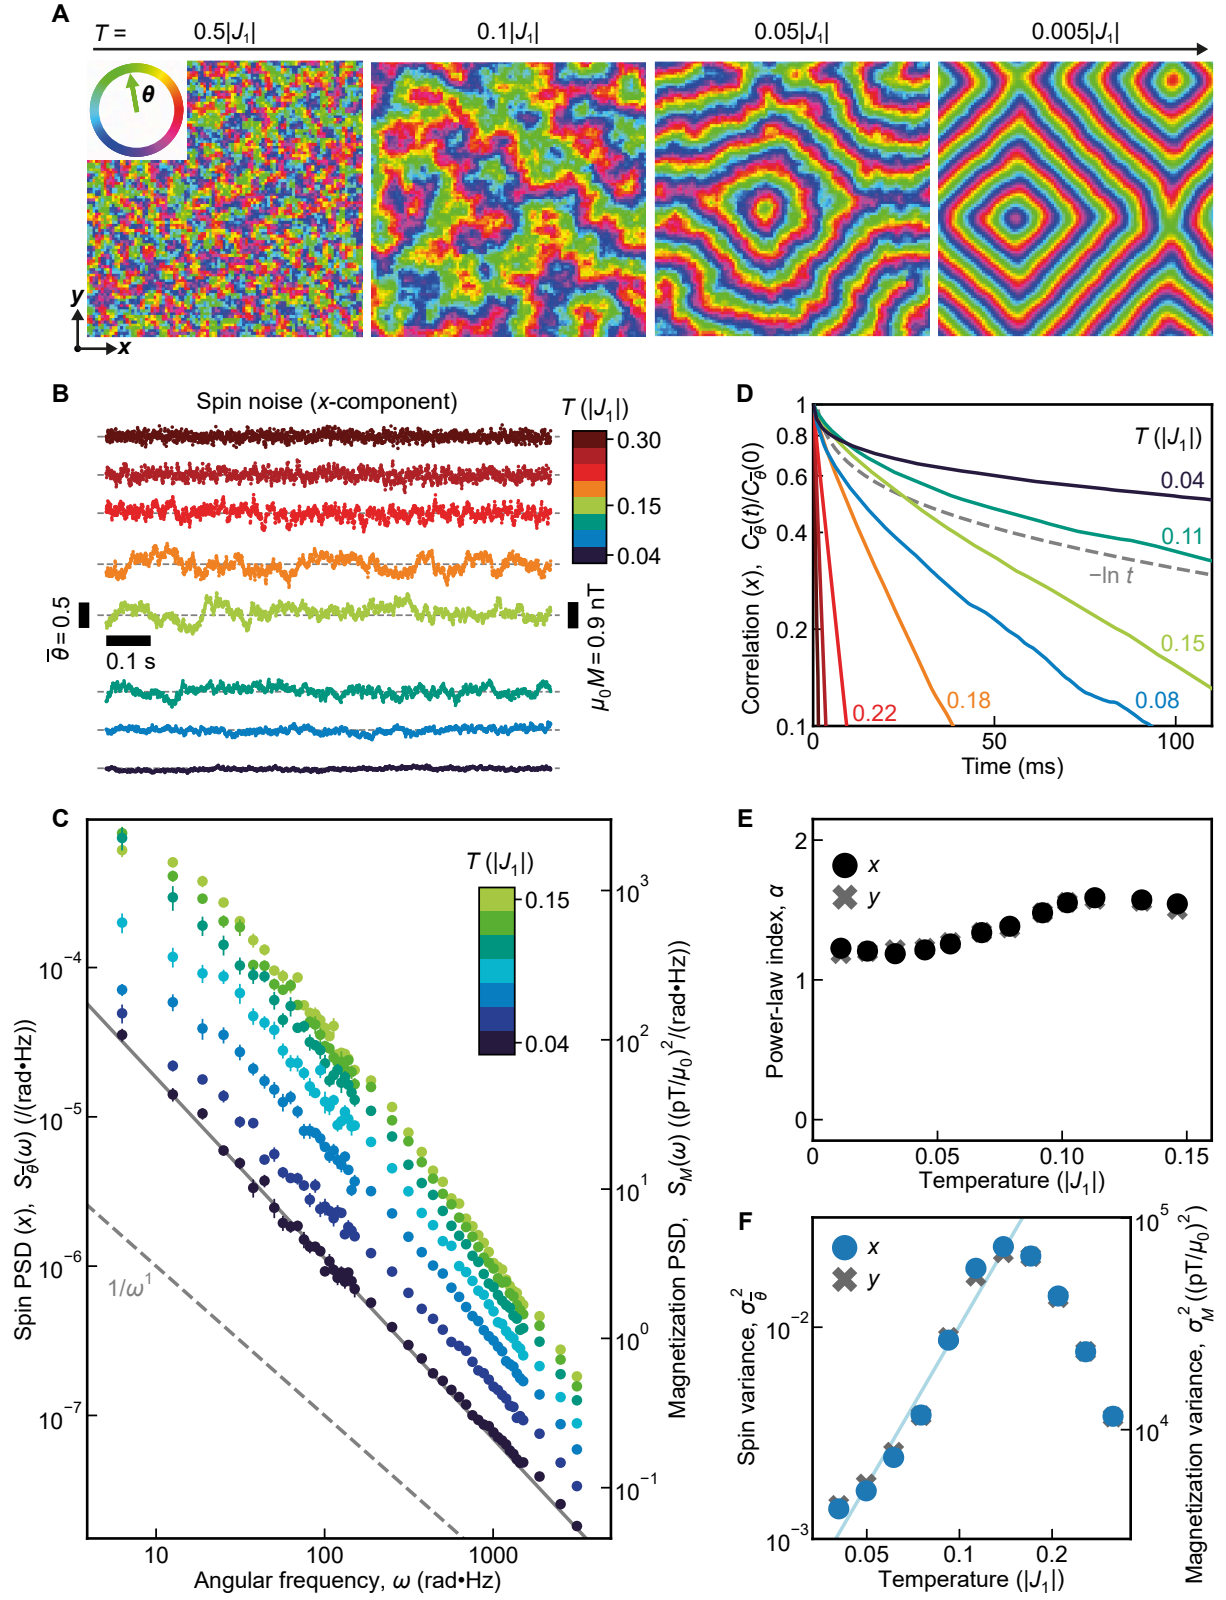 A
T = 0.5|J₁| 0.1|J₁| 0.05|J₁| 0.005|J₁|
θ
y
x
B
Spin noise (x-component)
T (|J₁|)
0.30
0.15
0.04
θ̅ = 0.5
0.1 s
μ₀M = 0.9 nT
D
Correlation (x), C_θ̅(t)/C_θ̅(0)
1
0.8
0.6
0.4
0.2
0.1
T (|J₁|)
0.04
0.11
−ln t
0.15
0.08
0.18
0.22
0 50 100
Time (ms)
C
Spin PSD (x), S_θ̅(ω) (/(rad•Hz))
10⁻⁴
10⁻⁵
10⁻⁶
10⁻⁷
T (|J₁|)
0.15
0.04
1/ω¹
10³
10²
10¹
10⁰
10⁻¹
Magnetization PSD, S_M(ω) ((pT/μ₀)²/(rad•Hz))
10 100 1000
Angular frequency, ω (rad•Hz)
E
Power-law index, α
2
1
0
x
y
0 0.05 0.10 0.15
Temperature (|J₁|)
F
Spin variance, σ_θ̅²
10⁻²
10⁻³
x
y
10⁵
10⁴
Magnetization variance, σ_M² ((pT/μ₀)²)
0.05 0.1 0.2
Temperature (|J₁|)